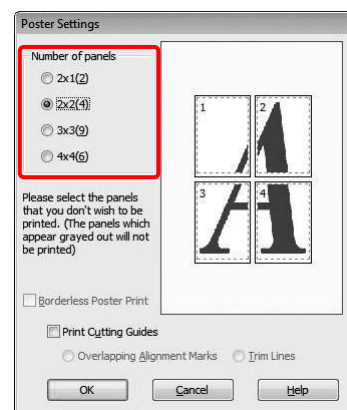 Poster Settings
Number of panels
2x1(2)
2x2(4)
3x3(9)
4x4(6)
1
2
3
4
Please select the panels
that you don't wish to be
printed. (The panels which
appear grayed out will not
be printed)
Borderless Poster Print
Print Cutting Guides
Overlapping Alignment Marks Trim Lines
OK Cancel Help